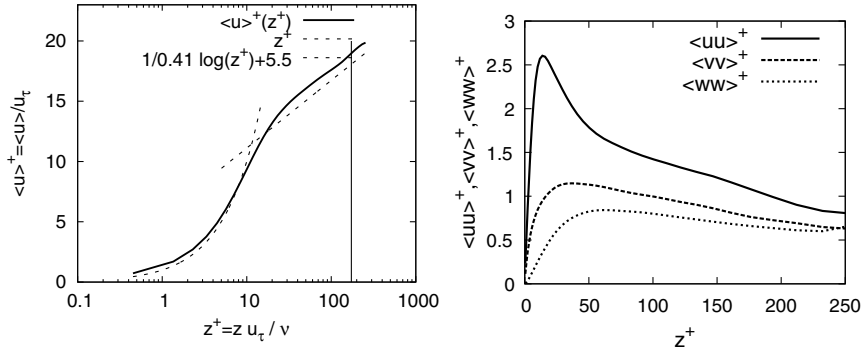 <u>⁺=<u>/uτ
20
15
10
5
0
<u>⁺(z⁺)
z⁺
1/0.41 log(z⁺)+5.5
0.1 1 10 100 1000
z⁺=z uτ / ν
<uu>⁺,<vv>⁺,<ww>⁺
3
2.5
2
1.5
1
0.5
0
<uu>⁺
<vv>⁺
<ww>⁺
0 50 100 150 200 250
z⁺